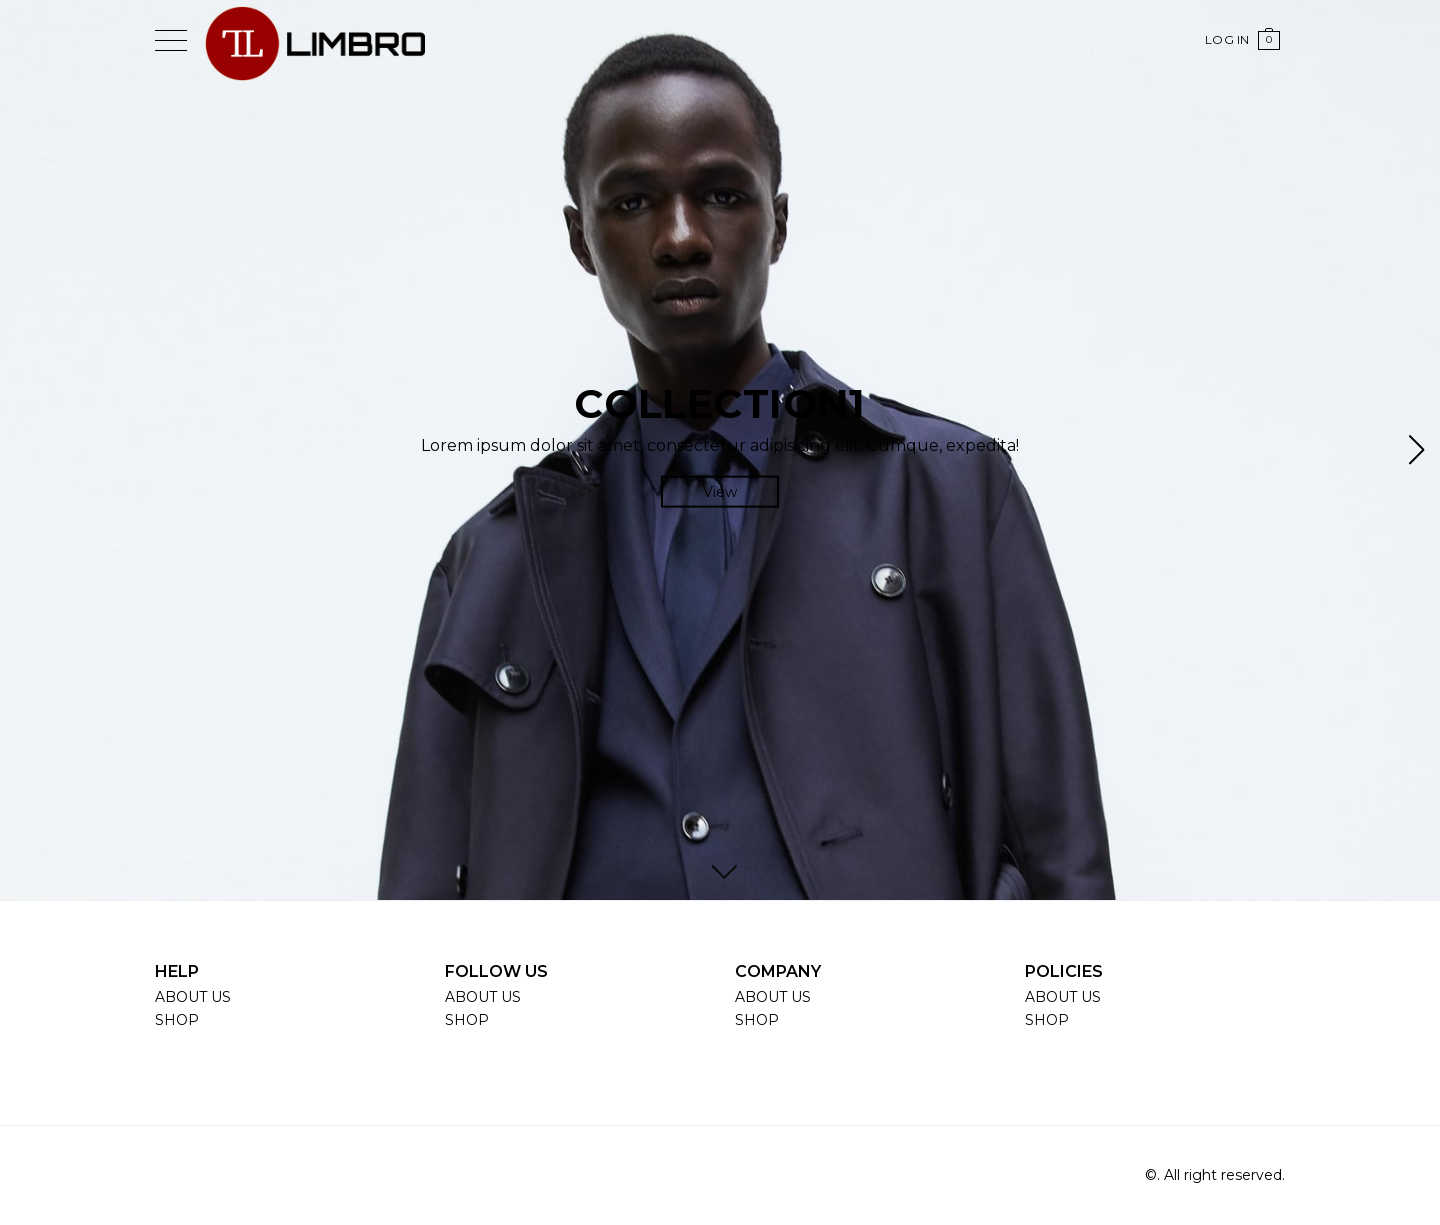 TL LIMBRO
LOG IN 0
COLLECTION1
Lorem ipsum dolor sit amet, consectetur adipisicing elit. Cumque, expedita!
View
HELP
ABOUT US
SHOP
FOLLOW US
ABOUT US
SHOP
COMPANY
ABOUT US
SHOP
POLICIES
ABOUT US
SHOP
©. All right reserved.